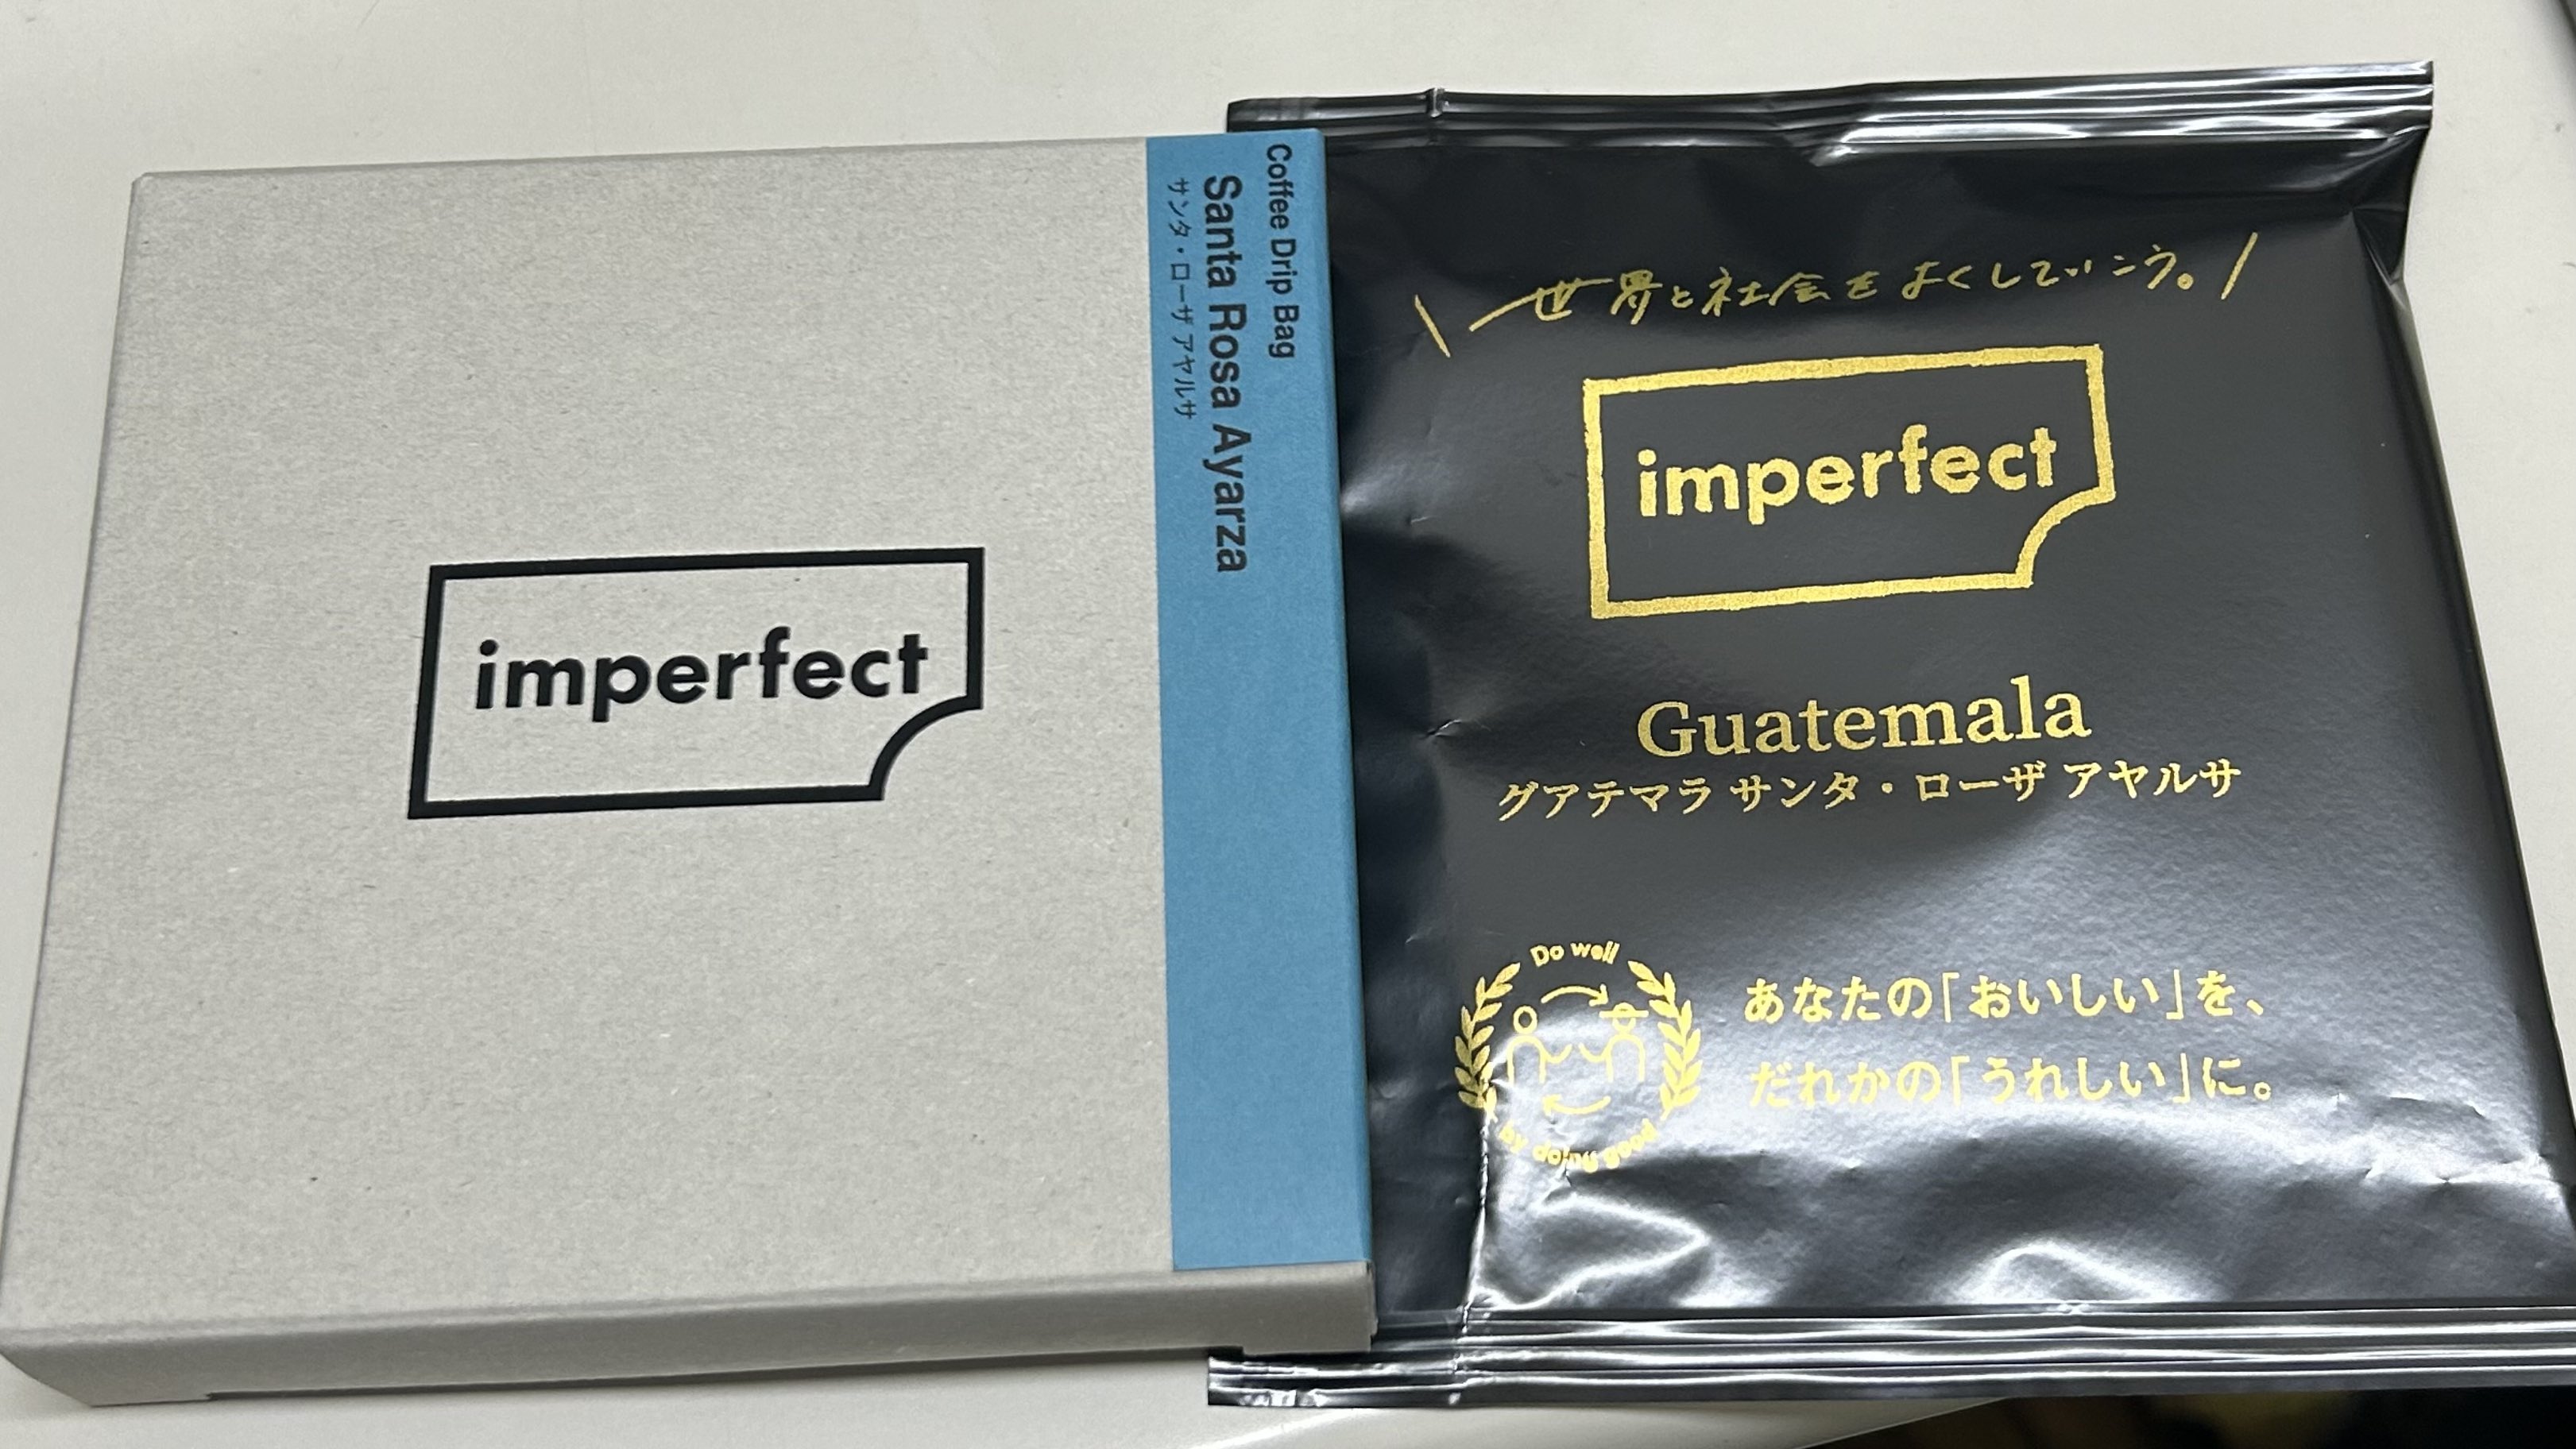 Coffee Drip Bag
Santa Rosa Ayarza
サンタ・ローザ アヤルサ
imperfect
\ 世界と社会をよくしていこう。/
imperfect
Guatemala
グアテマラ サンタ・ローザ アヤルサ
Do well
by doing good
あなたの「おいしい」を、
だれかの「うれしい」に。